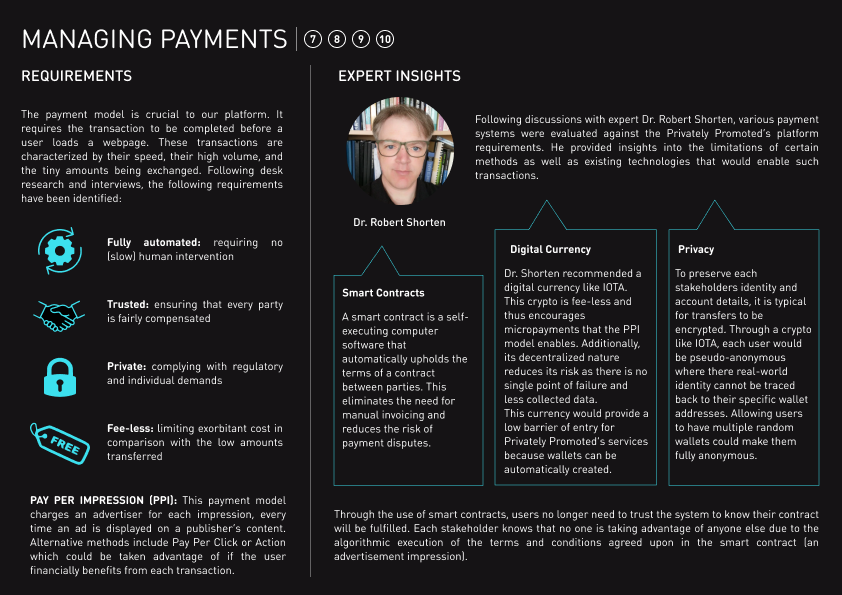 MANAGING PAYMENTS 7 8 9 10
REQUIREMENTS
The payment model is crucial to our platform. It
requires the transaction to be completed before a
user loads a webpage. These transactions are
characterized by their speed, their high volume, and
the tiny amounts being exchanged. Following desk
research and interviews, the following requirements
have been identified:
Fully automated: requiring no
(slow) human intervention
Trusted: ensuring that every party
is fairly compensated
Private: complying with regulatory
and individual demands
FREE
Fee-less: limiting exorbitant cost in
comparison with the low amounts
transferred
PAY PER IMPRESSION (PPI): This payment model
charges an advertiser for each impression, every
time an ad is displayed on a publisher's content.
Alternative methods include Pay Per Click or Action
which could be taken advantage of if the user
financially benefits from each transaction.
EXPERT INSIGHTS
Following discussions with expert Dr. Robert Shorten, various payment
systems were evaluated against the Privately Promoted's platform
requirements. He provided insights into the limitations of certain
methods as well as existing technologies that would enable such
transactions.
Dr. Robert Shorten
Smart Contracts
A smart contract is a self-
executing computer
software that
automatically upholds the
terms of a contract
between parties. This
eliminates the need for
manual invoicing and
reduces the risk of
payment disputes.
Digital Currency
Dr. Shorten recommended a
digital currency like IOTA.
This crypto is fee-less and
thus encourages
micropayments that the PPI
model enables. Additionally,
its decentralized nature
reduces its risk as there is no
single point of failure and
less collected data.
This currency would provide a
low barrier of entry for
Privately Promoted's services
because wallets can be
automatically created.
Privacy
To preserve each
stakeholders identity and
account details, it is typical
for transfers to be
encrypted. Through a crypto
like IOTA, each user would
be pseudo-anonymous
where there real-world
identity cannot be traced
back to their specific wallet
addresses. Allowing users
to have multiple random
wallets could make them
fully anonymous.
Through the use of smart contracts, users no longer need to trust the system to know their contract
will be fulfilled. Each stakeholder knows that no one is taking advantage of anyone else due to the
algorithmic execution of the terms and conditions agreed upon in the smart contract (an
advertisement impression).